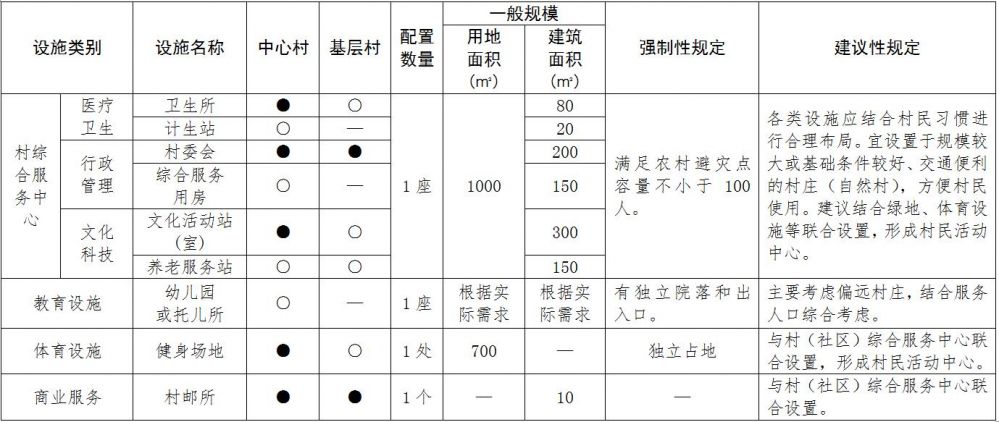 设施类别 设施名称 中心村 基层村 配置数量 一般规模 强制性规定 建议性规定
用地面积(㎡) 建筑面积(㎡)
村综合服务中心
医疗卫生
卫生所 ● ○ 80
计生站 ○ — 20
行政管理
村委会 ● ● 200
综合服务用房 ○ — 150
文化科技
文化活动站(室) ● ○ 300
养老服务站 ○ ○ 150
1座 1000
满足农村避灾点
容量不小于 100
人。
各类设施应结合村民习惯进
行合理布局。宜设置于规模较
大或基础条件较好、交通便利
的村庄（自然村），方便村民
使用。建议结合绿地、体育设
施等联合设置，形成村民活动
中心。
教育设施 幼儿园或托儿所 ○ — 1座 根据实际需求 根据实际需求
有独立院落和出
入口。
主要考虑偏远村庄，结合服务
人口综合考虑。
体育设施 健身场地 ● ○ 1处 700 — 独立占地
与村（社区）综合服务中心联
合设置，形成村民活动中心。
商业服务 村邮所 ● ● 1个 — 10 —
与村（社区）综合服务中心联
合设置。